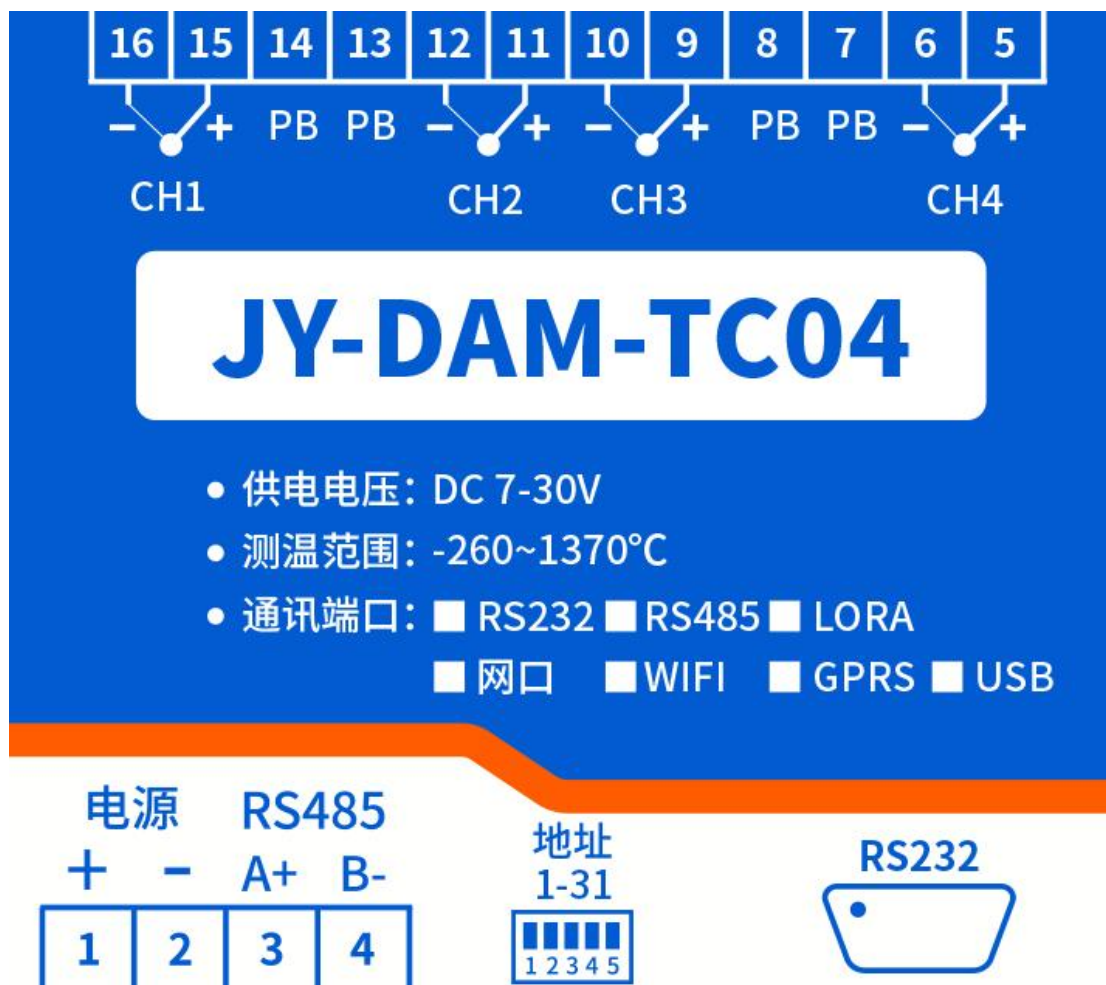 16 15 14 13 12 11 10 9 8 7 6 5
- + PB PB - + - + PB PB - +
CH1 CH2 CH3 CH4
JY-DAM-TC04
• 供电电压：DC 7-30V
• 测温范围：-260~1370℃
• 通讯端口：■ RS232 ■ RS485 ■ LORA
■ 网口 ■ WIFI ■ GPRS ■ USB
电源 RS485
+ - A+ B-
1 2 3 4
地址
1-31
1 2 3 4 5
RS232